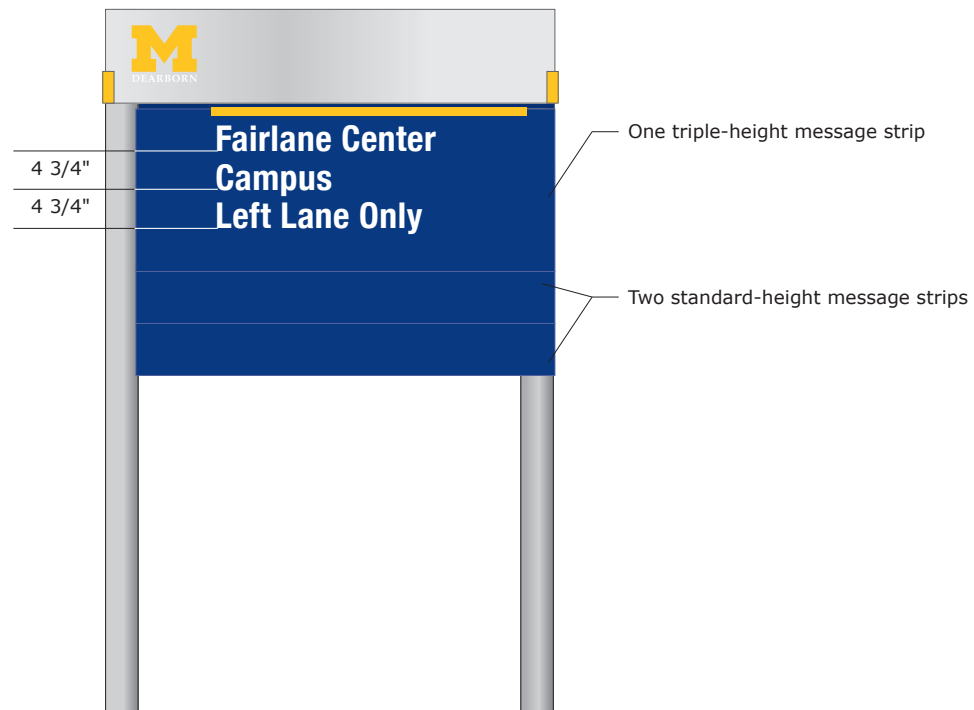 M
DEARBORN
Fairlane Center
Campus
Left Lane Only
4 3/4"
4 3/4"
One triple-height message strip
Two standard-height message strips